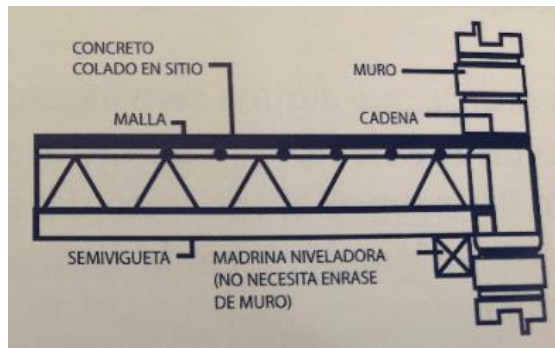 CONCRETO
COLADO EN SITIO
MURO
MALLA
CADENA
SEMIVIGUETA
MADRINA NIVELADORA
(NO NECESITA ENRASE
DE MURO)